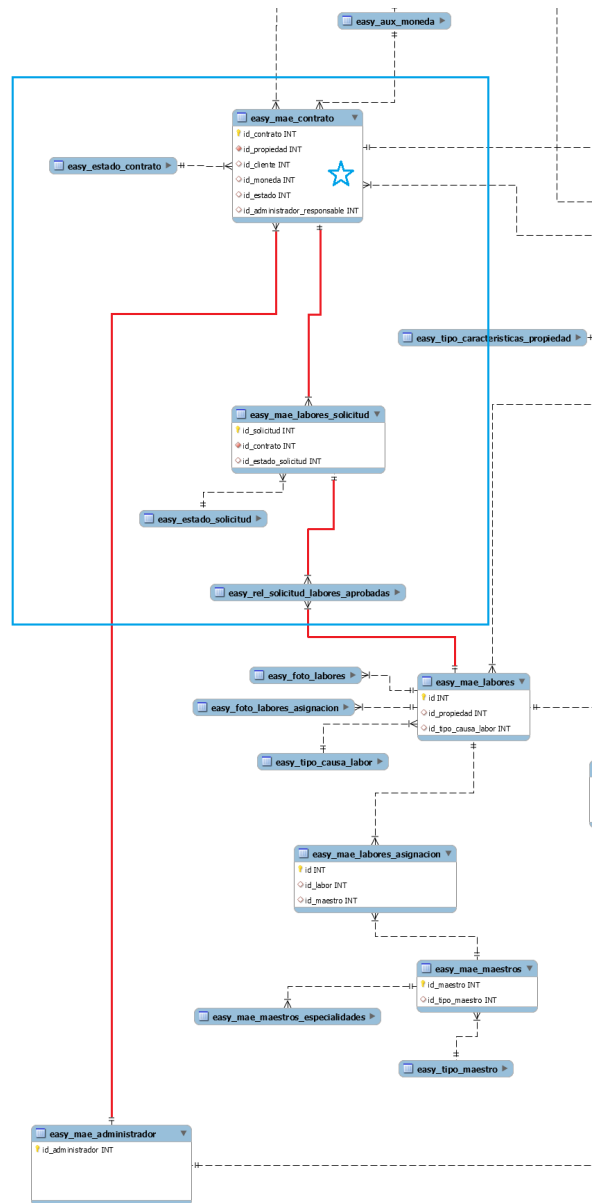 easy_aux_moneda
easy_mae_contrato
id_contrato INT
id_propiedad INT
id_cliente INT
id_moneda INT
id_estado INT
id_administrador_responsable INT
easy_estado_contrato
easy_tipo_caracteristicas_propiedad
easy_mae_labores_solicitud
id_solicitud INT
id_contrato INT
id_estado_solicitud INT
easy_estado_solicitud
easy_rel_solicitud_labores_aprobadas
easy_foto_labores
easy_mae_labores
id INT
id_propiedad INT
id_tipo_causa_labor INT
easy_foto_labores_asignacion
easy_tipo_causa_labor
easy_mae_labores_asignacion
id INT
id_labor INT
id_maestro INT
easy_mae_maestros
id_maestro INT
id_tipo_maestro INT
easy_mae_maestros_especialidades
easy_tipo_maestro
easy_mae_administrador
id_administrador INT